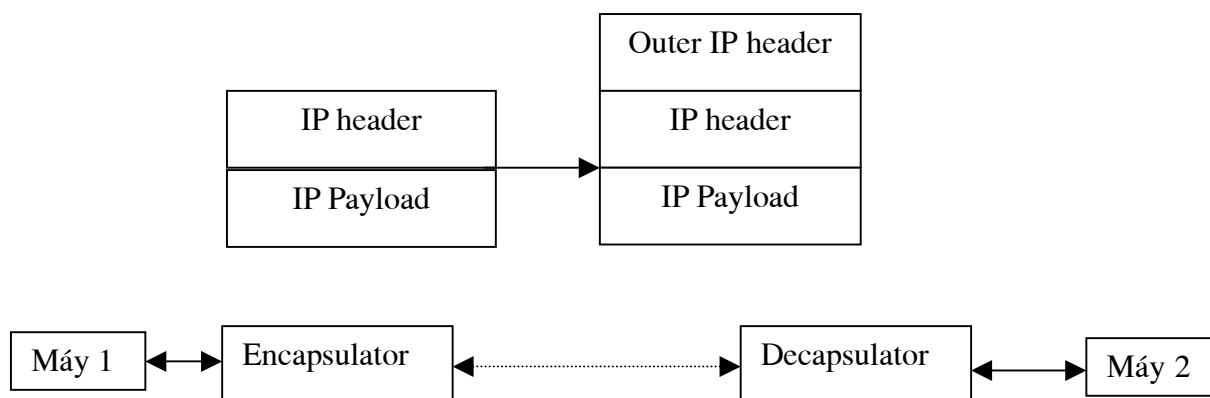 Outer IP header
IP header
IP header
IP Payload
IP Payload
Máy 1
Encapsulator
Decapsulator
Máy 2